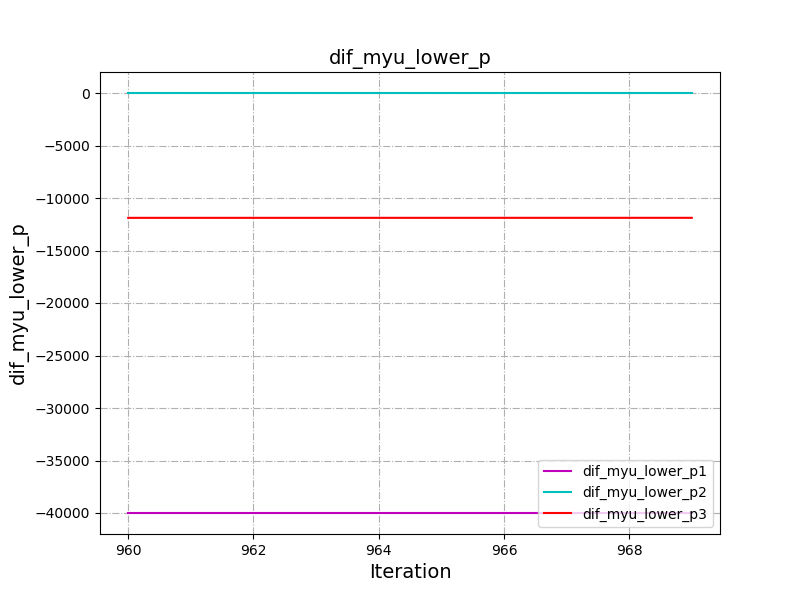 dif_myu_lower_p
dif_myu_lower_p
0
−5000
−10000
−15000
−20000
−25000
−30000
−35000
−40000
dif_myu_lower_p1
dif_myu_lower_p2
dif_myu_lower_p3
960 962 964 966 968
Iteration